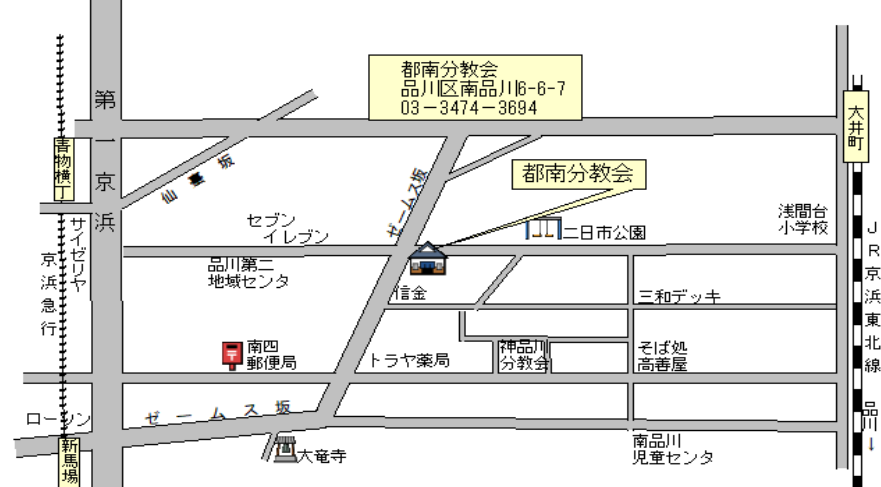 都南分教会
品川区南品川6-6-7
03－3474－3694
大井町
第一京浜
青物横丁
仙臺坂
ゼームス坂
都南分教会
浅間台
小学校
サイゼリヤ
セブン
イレブン
二日市公園
JR京浜東北線
京浜急行
品川第二
地域センタ
信金
三和デッキ
南四
郵便局
トラヤ薬局
神品川
分教会
そば処
高善屋
ローソン
ゼームス坂
品川↓
新馬場
大竜寺
南品川
児童センタ